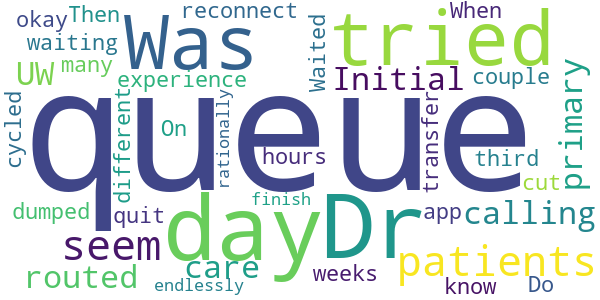 okay Then reconnect When
waiting Was Waited tried
UW many experience Initial couple
cycled queue different On rationally hours transfer third primary
dumped quit day Dr finish app cut calling
seem care patients
routed endlessly weeks know Do